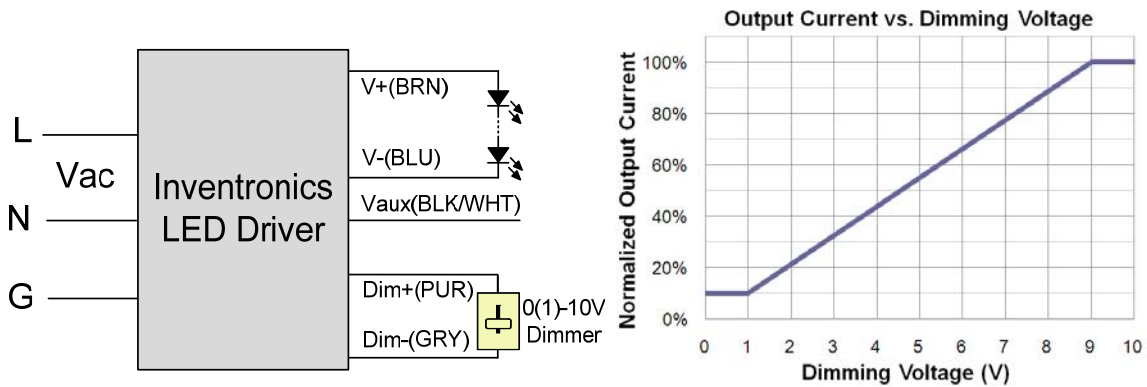 L
Vac
N
G
Inventronics
LED Driver
V+(BRN)
V-(BLU)
Vaux(BLK/WHT)
Dim+(PUR)
Dim-(GRY)
0(1)-10V
Dimmer
Output Current vs. Dimming Voltage
Normalized Output Current
100%
80%
60%
40%
20%
0%
0 1 2 3 4 5 6 7 8 9 10
Dimming Voltage (V)